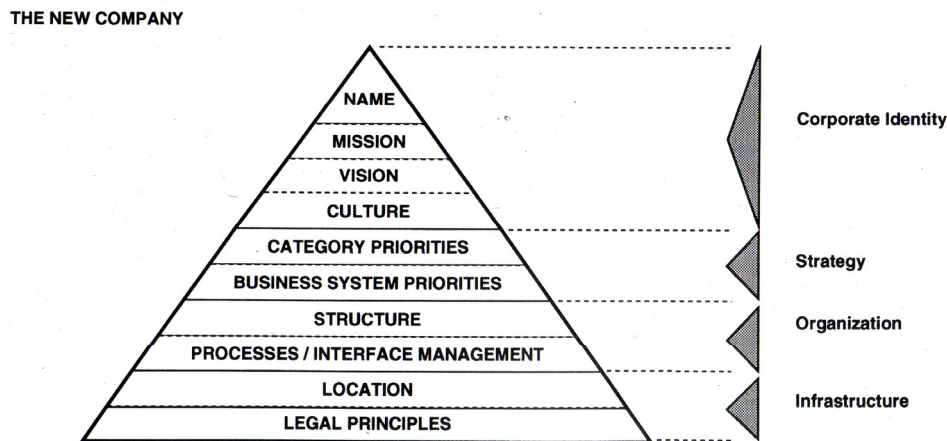 THE NEW COMPANY
NAME
MISSION
VISION
CULTURE
CATEGORY PRIORITIES
BUSINESS SYSTEM PRIORITIES
STRUCTURE
PROCESSES / INTERFACE MANAGEMENT
LOCATION
LEGAL PRINCIPLES
Corporate Identity
Strategy
Organization
Infrastructure